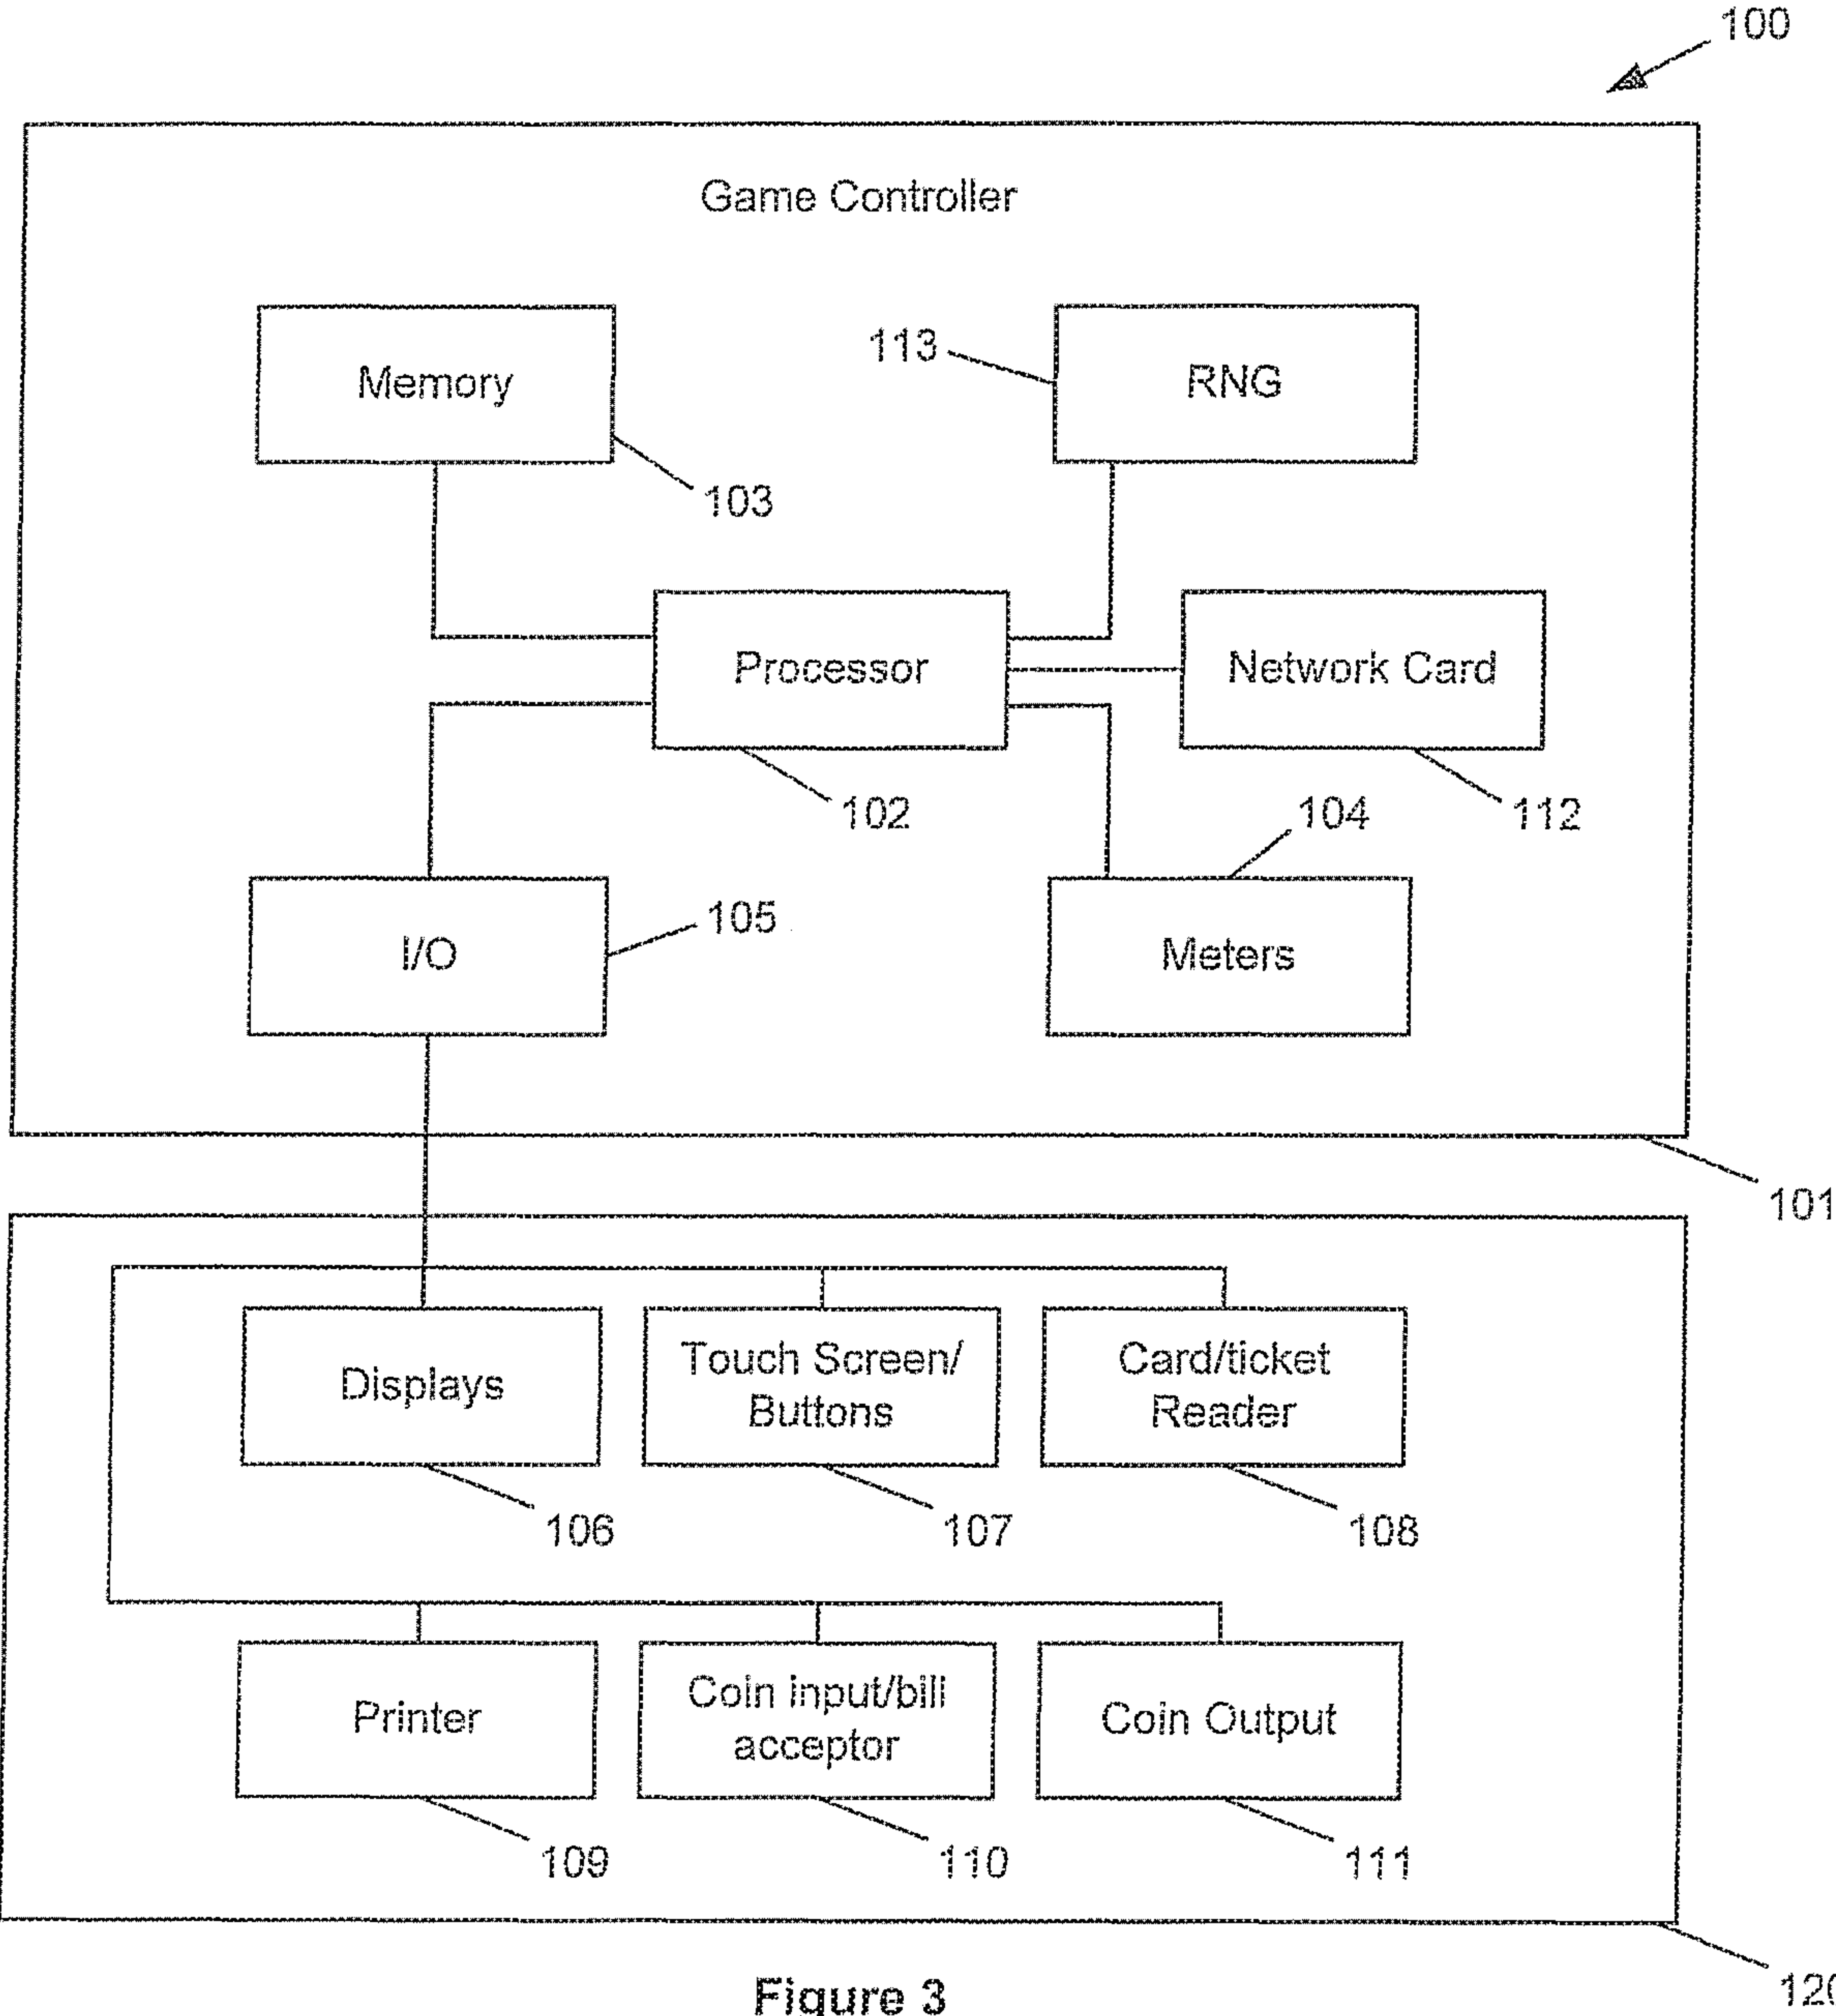 100
Game Controller
Memory
113
RNG
103
Processor
Network Card
102
104
112
I/O
105
Meters
101
Displays
Touch Screen/
Buttons
Card/ticket
Reader
106
107
108
Printer
Coin input/bill
acceptor
Coin Output
109
110
111
Figure 3